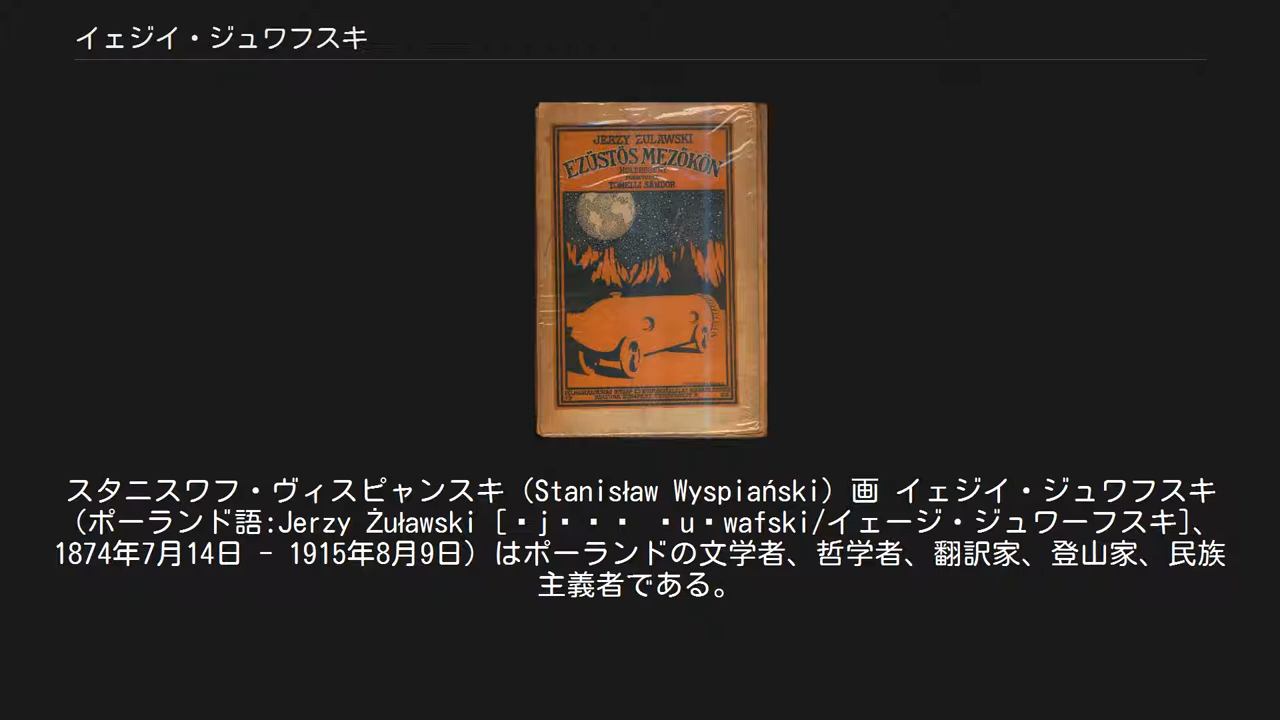 イェジイ・ジュワフスキ
JERZY ZULAWSKI
EZÜSTÖS MEZŐKÖN
HOLDREGÉNY
TOMELLI SÁNDOR
スタニスワフ・ヴィスピャンスキ（Stanisław Wyspiański）画 イェジイ・ジュワフスキ
（ポーランド語:Jerzy Żuławski [・j・・・ ・u・wafski/イェージ・ジュワーフスキ]、
1874年7月14日 - 1915年8月9日）はポーランドの文学者、哲学者、翻訳家、登山家、民族
主義者である。